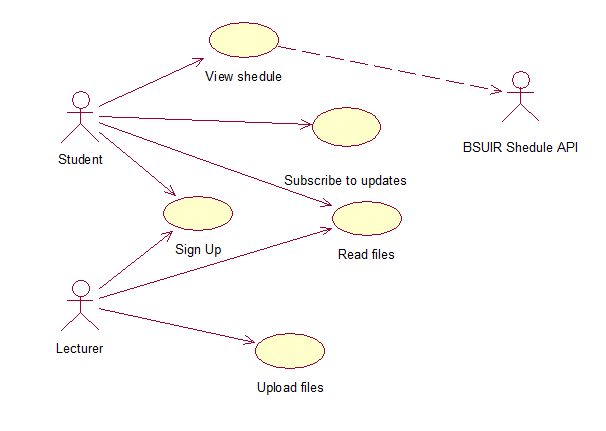 View shedule
BSUIR Shedule API
Student
Subscribe to updates
Sign Up
Read files
Lecturer
Upload files